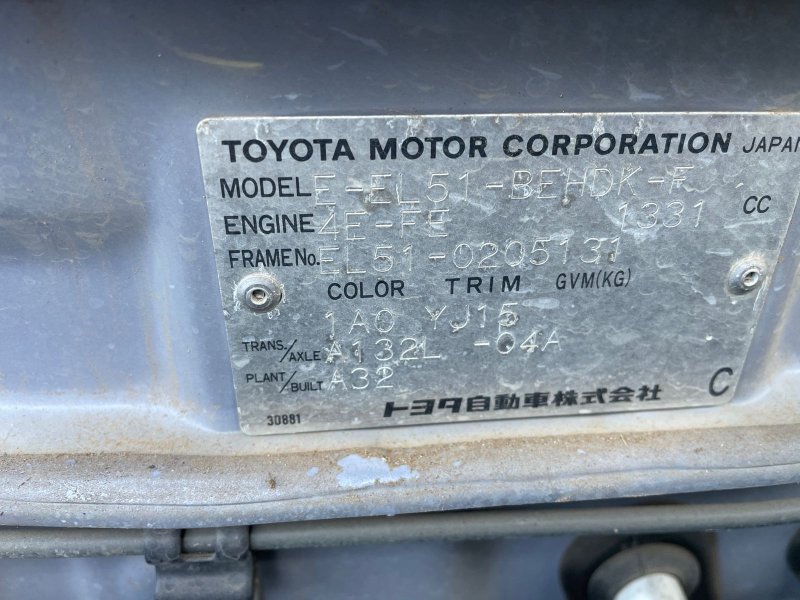 TOYOTA MOTOR CORPORATION JAPAN
MODEL E-EL51-BEHDK-F
ENGINE 4E-FE 1331 CC
FRAME No. EL51-0205131
COLOR TRIM GVM(KG)
1A0 YJ15
TRANS./AXLE A132L -04A
PLANT/BUILT A32
30881 トヨタ自動車株式会社 C